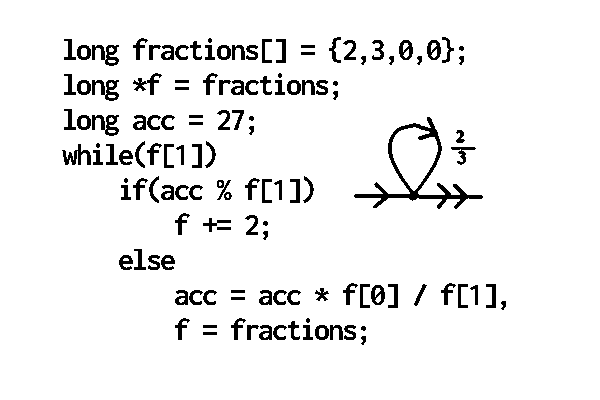 long fractions[] = {2,3,0,0};
long *f = fractions;
long acc = 27;
while(f[1])
    if(acc % f[1])
        f += 2;
    else
        acc = acc * f[0] / f[1],
        f = fractions;
2
3